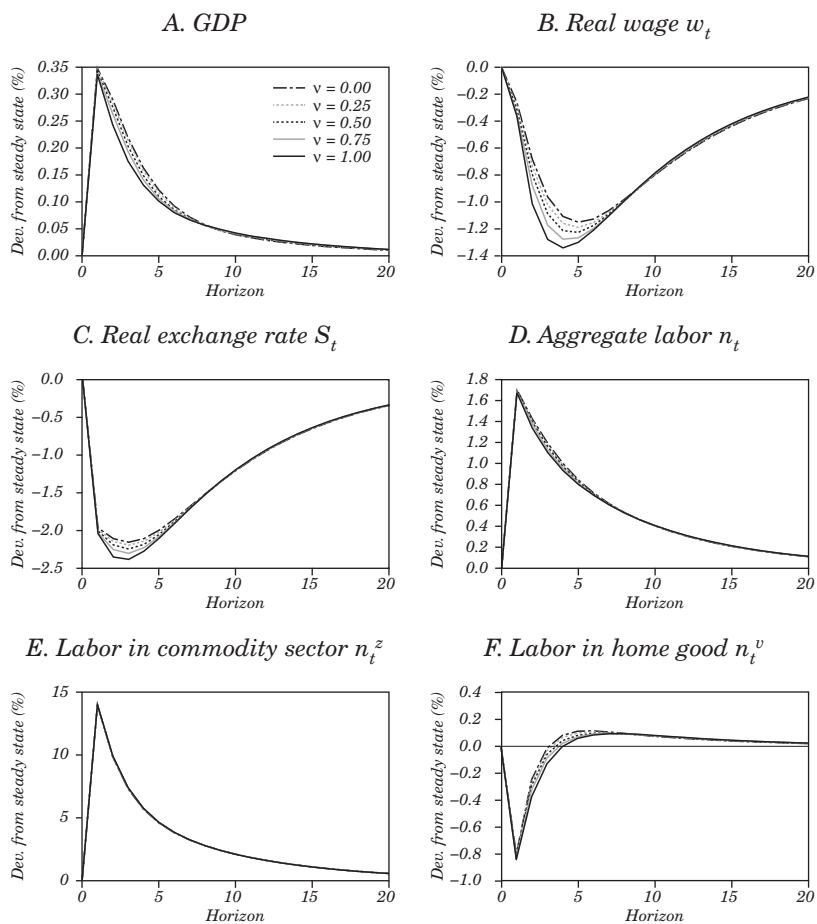 A. GDP
Dev. from steady state (%)
0.35
0.30
0.25
0.20
0.15
0.10
0.05
0.00
ν = 0.00
ν = 0.25
ν = 0.50
ν = 0.75
ν = 1.00
0 5 10 15 20
Horizon
B. Real wage w_t
Dev. from steady state (%)
0.0
−0.2
−0.4
−0.6
−0.8
−1.0
−1.2
−1.4
0 5 10 15 20
Horizon
C. Real exchange rate S_t
Dev. from steady state (%)
0.0
−0.5
−1.0
−1.5
−2.0
−2.5
0 5 10 15 20
Horizon
D. Aggregate labor n_t
Dev. from steady state (%)
1.8
1.6
1.4
1.2
1.0
0.8
0.6
0.4
0.2
0.0
0 5 10 15 20
Horizon
E. Labor in commodity sector n_t^z
Dev. from steady state (%)
15
10
5
0
0 5 10 15 20
Horizon
F. Labor in home good n_t^v
Dev. from steady state (%)
0.4
0.2
0.0
−0.2
−0.4
−0.6
−0.8
−1.0
0 5 10 15 20
Horizon